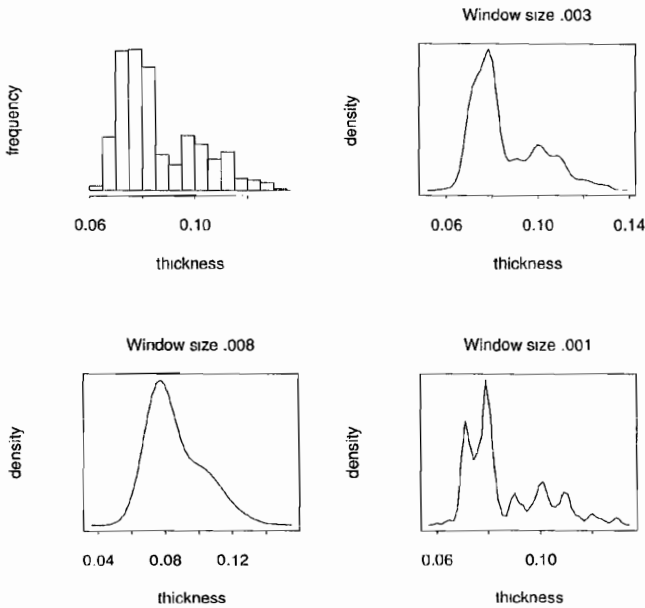 frequency
0.06 0.10
thickness
Window size .003
density
0.06 0.10 0.14
thickness
Window size .008
density
0.04 0.08 0.12
thickness
Window size .001
density
0.06 0.10
thickness